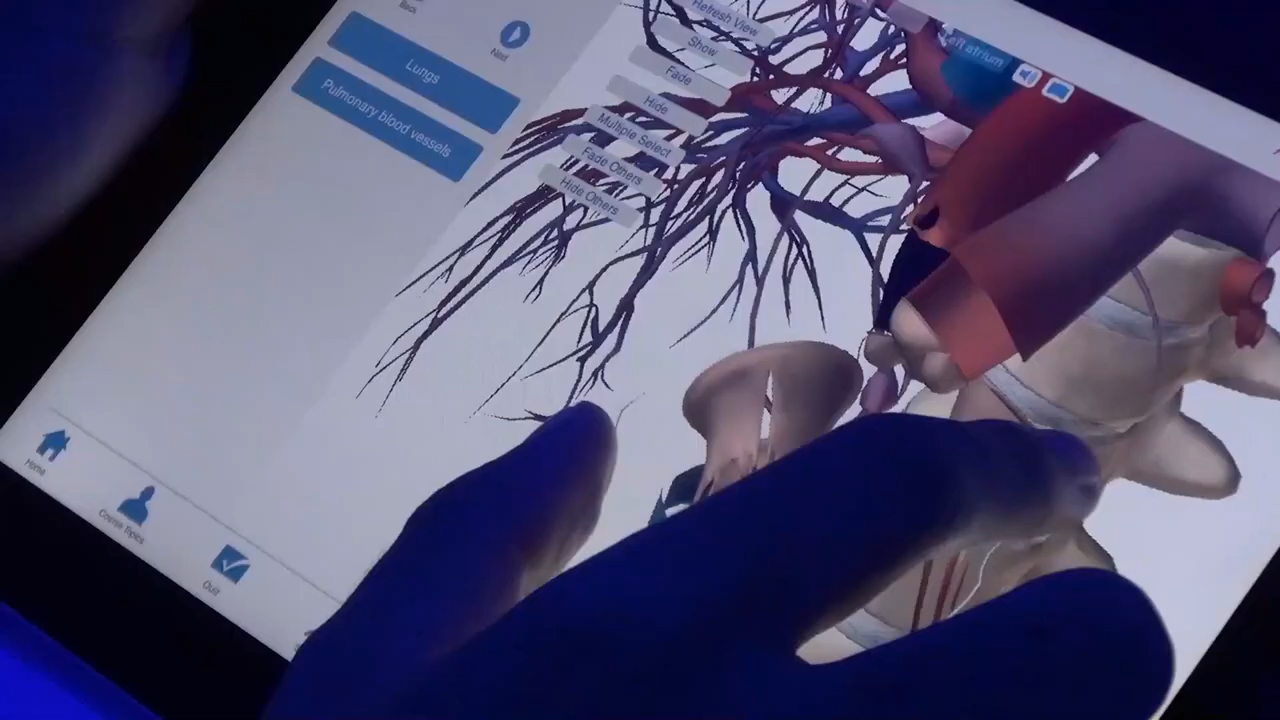 Back
Next
Lungs
Pulmonary blood vessels
Refresh View
Show
Fade
Hide
Multiple Select
Fade Others
Hide Others
Left atrium
Home
Course Topics
Quiz